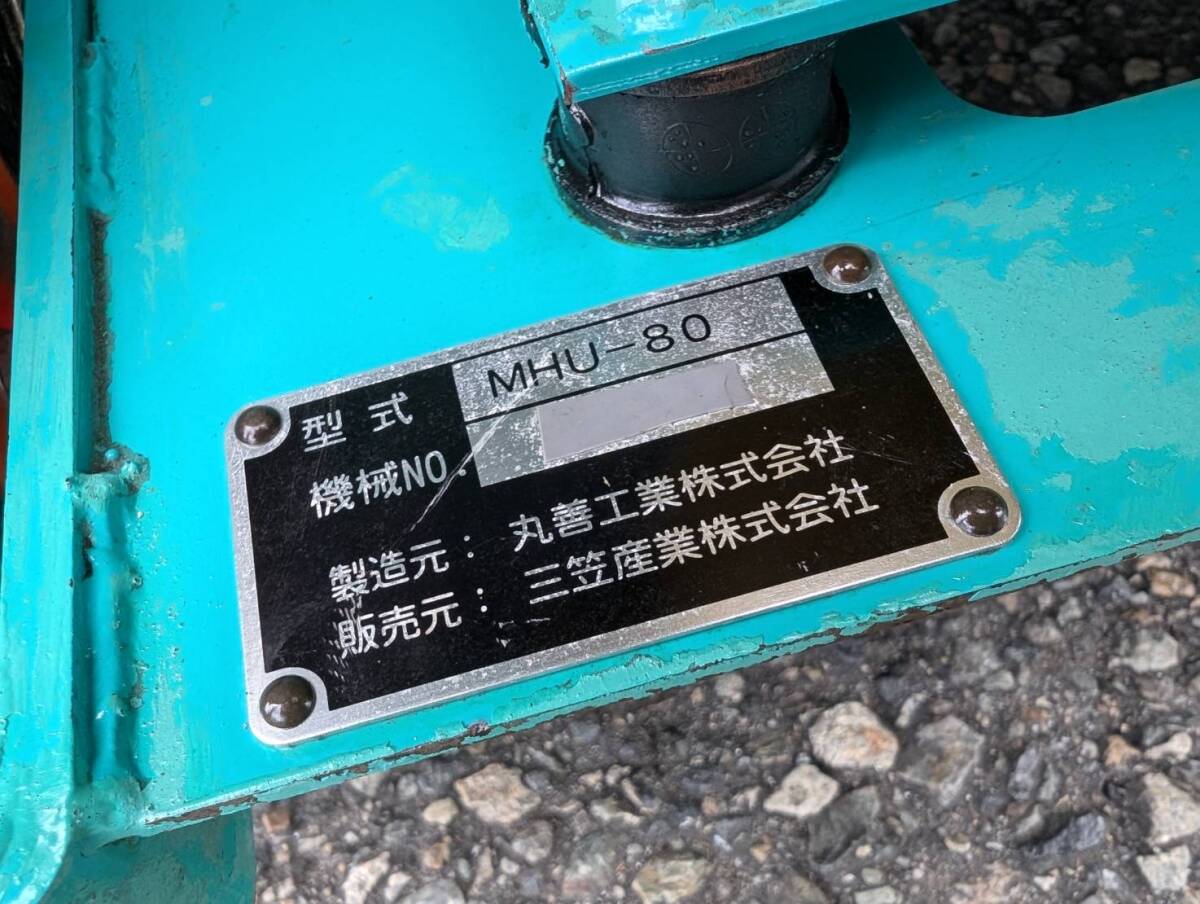 型式 MHU-80
機械NO.
製造元: 丸善工業株式会社
販売元: 三笠産業株式会社